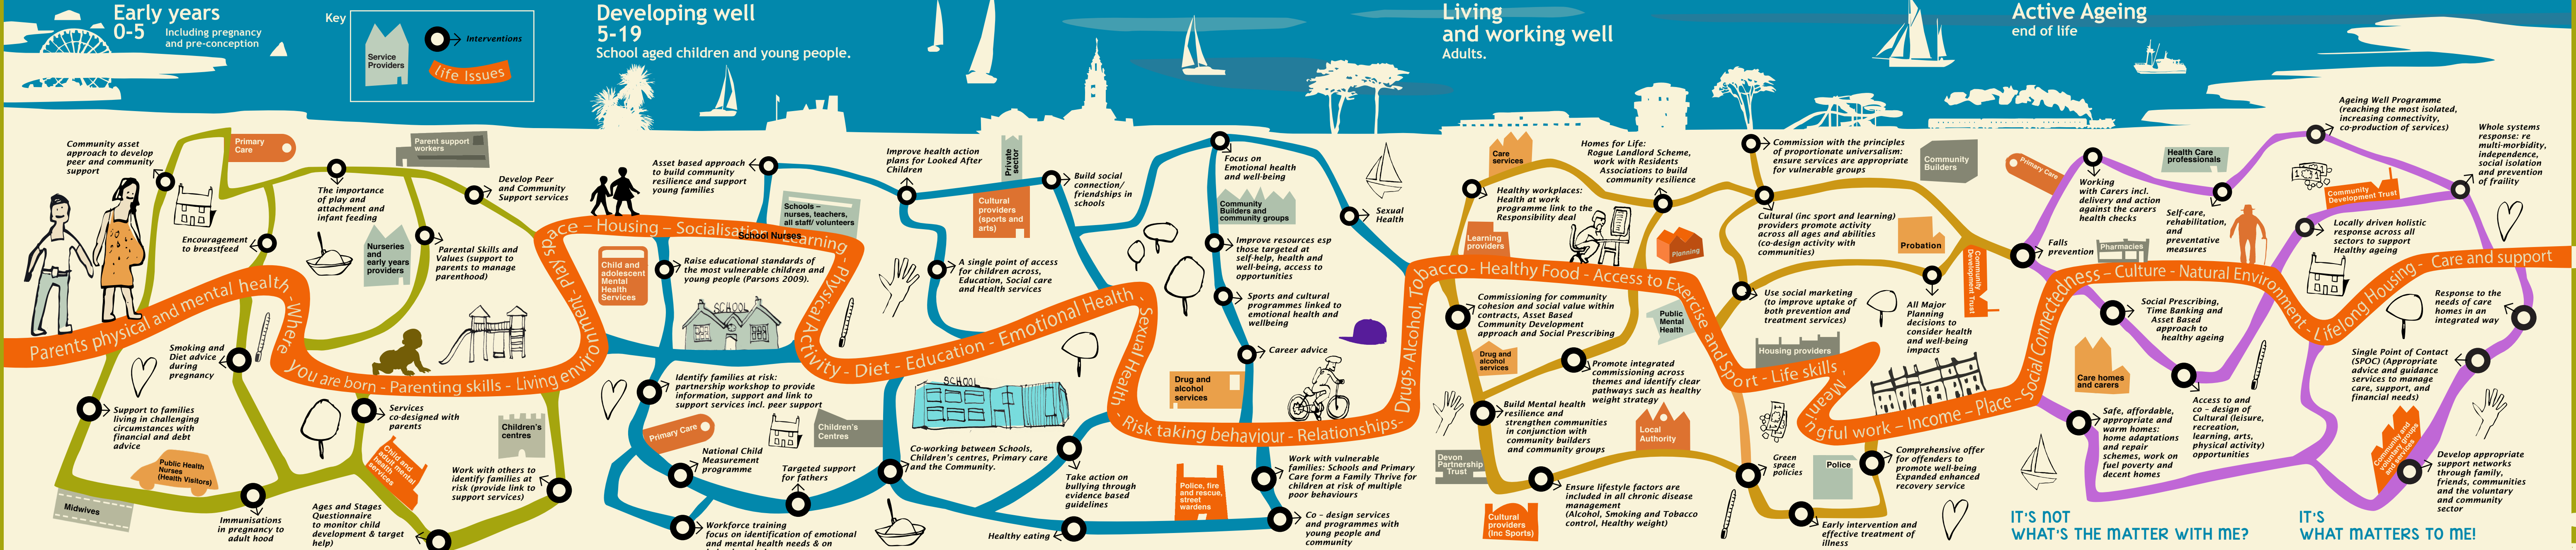 Early years
0-5
Including pregnancy
and pre-conception
Key
Service
Providers
Interventions
life Issues
Developing well
5-19
School aged children and young people.
Living
and working well
Adults.
Active Ageing
end of life
Community asset
approach to develop
peer and community
support
Primary
Care
Parent support
workers
The importance
of play and
attachment and
infant feeding
Develop Peer
and Community
Support services
Encouragement
to breastfeed
Nurseries
and
early years
providers
Parental Skills and
Values (support to
parents to manage
parenthood)
Parents physical and mental health - Where you are born - Parenting skills - Living environment - Play space – Housing – Socialisation
Learning - Physical Activity - Diet - Education - Emotional Health - Sexual Health - Risk taking behaviour - Relationships-
Drugs, Alcohol, Tobacco - Healthy Food - Access to Exercise and Sport - Life skills - Meaningful work – Income – Place –
Social Connectedness – Culture - Natural Environment - Lifelong Housing - Care and support
Smoking and
Diet advice
during
pregnancy
Support to families
living in challenging
circumstances with
financial and debt
advice
Services
co-designed with
parents
Children's
centres
Public Health
Nurses
(Health Visitors)
Child and
adult mental
health
services
Work with others to
identify families at
risk (provide link to
support services)
Midwives
Immunisations
in pregnancy to
adult hood
Ages and Stages
Questionnaire
to monitor child
development & target
help)
Asset based approach
to build community
resilience and support
young families
Schools –
nurses, teachers,
all staff/ volunteers
School Nurses
Improve health action
plans for Looked After
Children
Private
sector
Cultural
providers
(sports and
arts)
Build social
connection/
friendships in
schools
Child and
adolescent
Mental
Health
Services
Raise educational standards of
the most vulnerable children and
young people (Parsons 2009).
SCHOOL
A single point of access
for children across,
Education, Social care
and Health services
Identify families at risk:
partnership workshop to provide
information, support and link to
support services incl. peer support
Primary Care
Children's
Centres
SCHOOL
National Child
Measurement
programme
Targeted support
for fathers
Co-working between Schools,
Children's centres, Primary care
and the Community.
Workforce training
focus on identification of emotional
and mental health needs & on
Take action on
bullying through
evidence based
guidelines
Healthy eating
Focus on
Emotional health
and well-being
Community
Builders and
community groups
Sexual
Health
Improve resources esp
those targeted at
self-help, health and
well-being, access to
opportunities
Sports and cultural
programmes linked to
emotional health and
wellbeing
Career advice
Drug and
alcohol
services
Police, fire
and rescue,
street
wardens
Work with vulnerable
families: Schools and Primary
Care form a Family Thrive for
children at risk of multiple
poor behaviours
Co – design services
and programmes with
young people and
community
Care
services
Homes for Life:
Rogue Landlord Scheme,
work with Residents
Associations to build
community resilience
Healthy workplaces:
Health at work
programme link to the
Responsibility deal
Learning
providers
Planning
Commission with the principles
of proportionate universalism:
ensure services are appropriate
for vulnerable groups
Community
Builders
Cultural (inc sport and learning)
providers promote activity
across all ages and abilities
(co-design activity with
communities)
Probation
Community
Development Trust
Commissioning for community
cohesion and social value within
contracts, Asset Based
Community Development
approach and Social Prescribing
Public
Mental
Health
Use social marketing
(to improve uptake of
both prevention and
treatment services)
All Major
Planning
decisions to
consider health
and well-being
impacts
Drug and
alcohol
services
Promote integrated
commissioning across
themes and identify clear
pathways such as healthy
weight strategy
Housing providers
Build Mental health
resilience and
strengthen communities
in conjunction with
community builders
and community groups
Local
Authority
Devon
Partnership
Trust
Green
space
policies
Police
Comprehensive offer
for offenders to
promote well-being
Expanded enhanced
recovery service
Cultural
providers
(Inc Sports)
Ensure lifestyle factors are
included in all chronic disease
management
(Alcohol, Smoking and Tobacco
control, Healthy weight)
Early intervention and
effective treatment of
illness
Primary Care
Health Care
professionals
Ageing Well Programme
(reaching the most isolated,
increasing connectivity,
co-production of services)
Whole systems
response: re
multi-morbidity,
independence,
social isolation
and prevention
of frailty
Working
with Carers incl.
delivery and action
against the carers
health checks
Self-care,
rehabilitation,
and
preventative
measures
Community
Development Trust
Falls
prevention
Pharmacies
Locally driven holistic
response across all
sectors to support
Healthy ageing
Social Prescribing,
Time Banking and
Asset Based
approach to
healthy ageing
Response to the
needs of care
homes in an
integrated way
Care homes
and carers
Single Point of Contact
(SPOC) (Appropriate
advice and guidance
services to manage
care, support, and
financial needs)
Safe, affordable,
appropriate and
warm homes:
home adaptations
and repair
schemes, work on
fuel poverty and
decent homes
Access to and
co – design of
Cultural (leisure,
recreation,
learning, arts,
physical activity)
opportunities
Community and
voluntary groups
and services
Develop appropriate
support networks
through family,
friends, communities
and the voluntary
and community
sector
IT'S NOT
WHAT'S THE MATTER WITH ME?
IT'S
WHAT MATTERS TO ME!